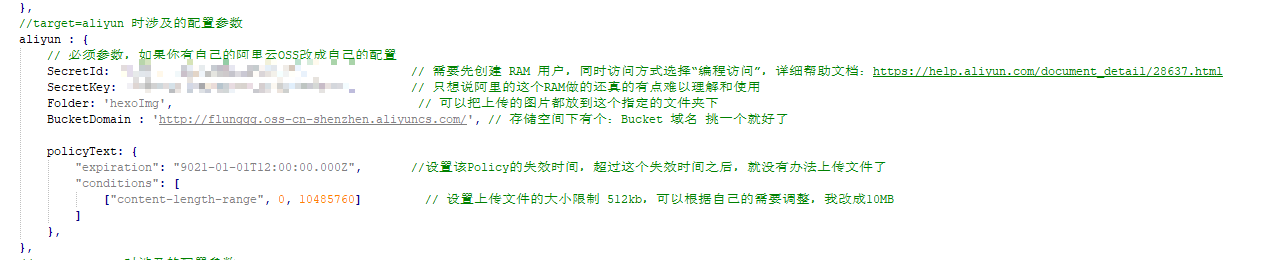 },
//target=aliyun 时涉及的配置参数
aliyun : {
// 必须参数，如果你有自己的阿里云OSS改成自己的配置
SecretId: // 需要先创建 RAM 用户，同时访问方式选择“编程访问”，详细帮助文档：https://help.aliyun.com/document_detail/28637.html
SecretKey: // 只想说阿里的这个RAM做的还真的有点难以理解和使用
Folder: 'hexoImg', // 可以把上传的图片都放到这个指定的文件夹下
BucketDomain : 'http://flunggg.oss-cn-shenzhen.aliyuncs.com/', // 存储空间下有个：Bucket 域名 挑一个就好了
policyText: {
"expiration": "9021-01-01T12:00:00.000Z", //设置该Policy的失效时间，超过这个失效时间之后，就没有办法上传文件了
"conditions": [
["content-length-range", 0, 10485760] // 设置上传文件的大小限制 512kb，可以根据自己的需要调整，我改成10MB
]
},
},